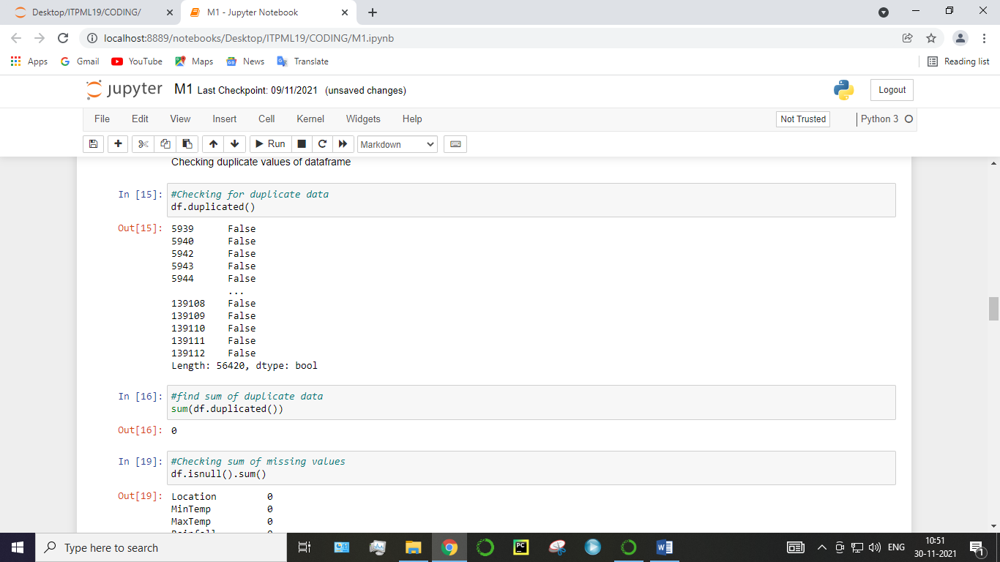 Desktop/ITPML19/CODING/
M1 - Jupyter Notebook
localhost:8889/notebooks/Desktop/ITPML19/CODING/M1.ipynb
Apps Gmail YouTube Maps News Translate Reading list
jupyter M1 Last Checkpoint: 09/11/2021 (unsaved changes) Logout
File Edit View Insert Cell Kernel Widgets Help Not Trusted Python 3
Run Markdown
Checking duplicate values of dataframe
In [15]: #Checking for duplicate data
df.duplicated()
Out[15]: 5939 False
5940 False
5942 False
5943 False
5944 False
...
139108 False
139109 False
139110 False
139111 False
139112 False
Length: 56420, dtype: bool
In [16]: #find sum of duplicate data
sum(df.duplicated())
Out[16]: 0
In [19]: #Checking sum of missing values
df.isnull().sum()
Out[19]: Location 0
MinTemp 0
MaxTemp 0
Type here to search
PC
W
ENG
10:51
30-11-2021
1